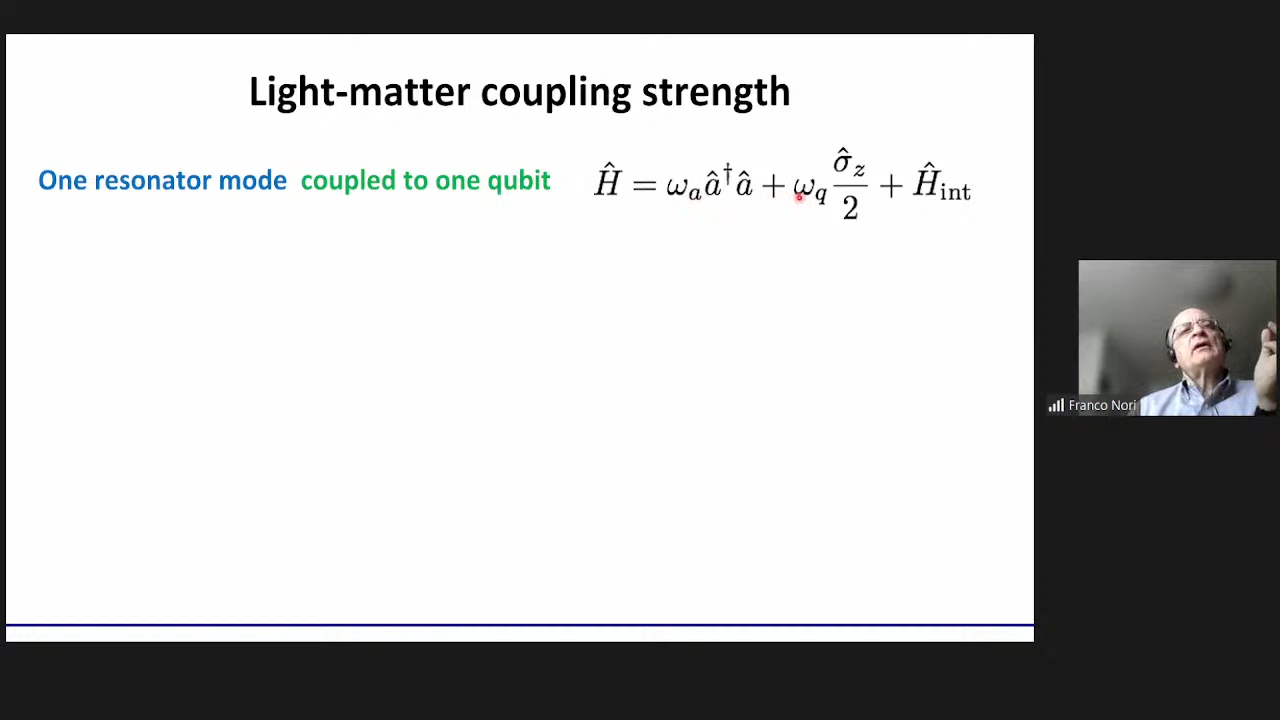 Light-matter coupling strength
One resonator mode coupled to one qubit
Ĥ = ω_a â†â + ω_q σ̂_z/2 + Ĥ_int
Franco Nori